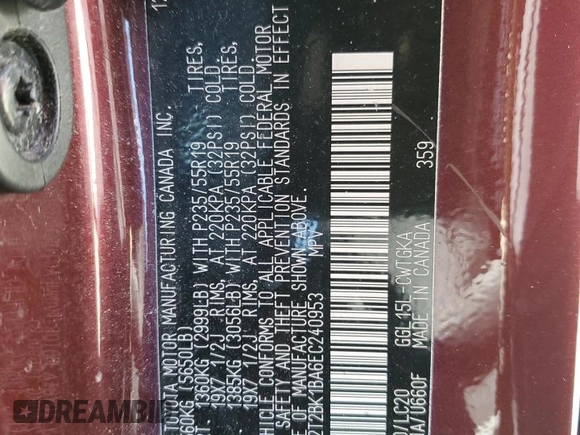 12
TOYOTA MOTOR MANUFACTURING CANADA INC.
60KG (5650LB)
RT. 1360KG (2999LB) WITH P235/55R19 TIRES,
19X7 1/2J RIMS, AT 220KPA (32PSI) COLD
1385KG (3056LB) WITH P235/55R19 TIRES,
19X7 1/2J RIMS, AT 220KPA (32PSI) COLD.
VEHICLE CONFORMS TO ALL APPLICABLE FEDERAL MOTOR
SAFETY AND THEFT PREVENTION STANDARDS IN EFFECT
E OF MANUFACTURE SHOWN ABOVE.
2T2BK1BA6EC240953 MPV
359
GGL15L-CWTGKA
MADE IN CANADA
/LC20
A/U660F
DREAMBID